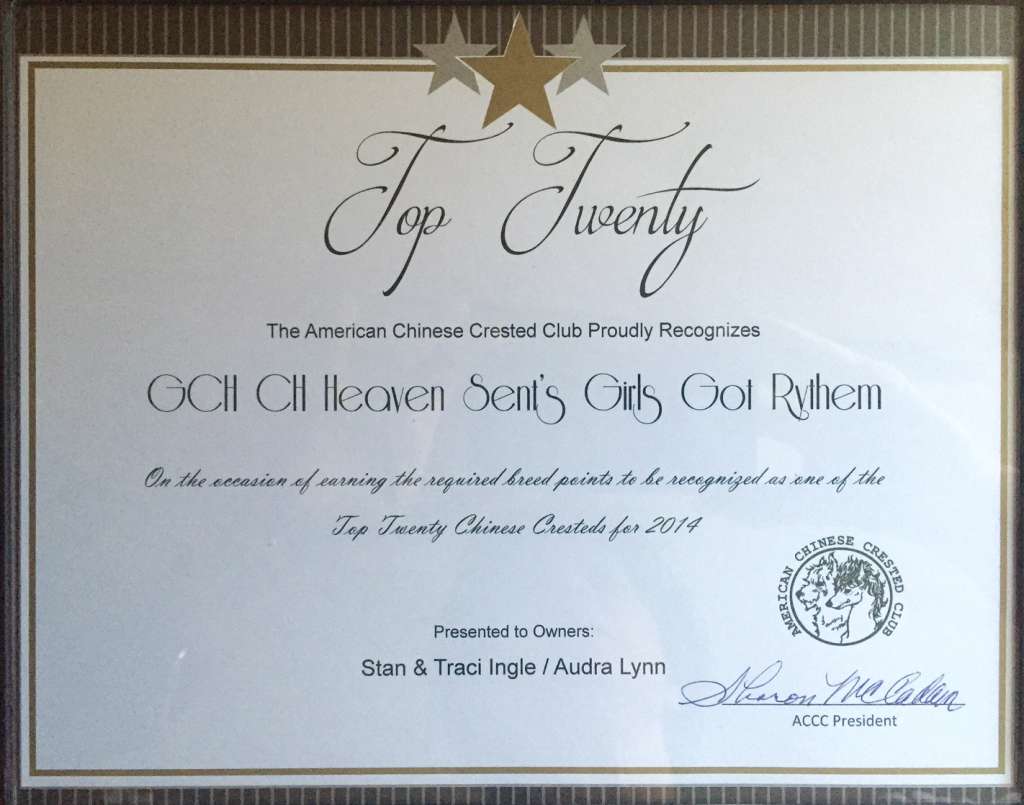 Top Twenty
The American Chinese Crested Club Proudly Recognizes
GCH CH Heaven Sent's Girls Got Rythem
On the occasion of earning the required breed points to be recognized as one of the
Top Twenty Chinese Cresteds for 2014
AMERICAN CHINESE CRESTED CLUB
Presented to Owners:
Stan & Traci Ingle / Audra Lynn
Sharon McCadam
ACCC President